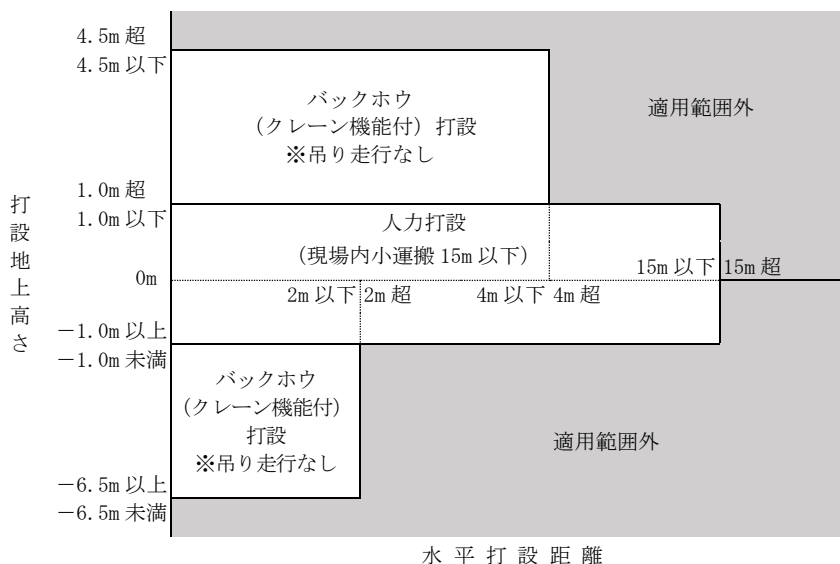 4.5m 超
4.5m 以下
バックホウ
（クレーン機能付）打設
※吊り走行なし
適用範囲外
1.0m 超
1.0m 以下
人力打設
（現場内小運搬 15m 以下）
打設地上高さ
0m
15m 以下 15m 超
2m 以下 2m 超
4m 以下 4m 超
－1.0m 以上
－1.0m 未満
バックホウ
（クレーン機能付）
打設
※吊り走行なし
適用範囲外
－6.5m 以上
－6.5m 未満
水平打設距離